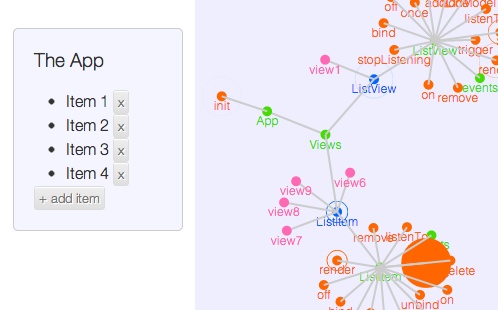 The App
Item 1 x
Item 2 x
Item 3 x
Item 4 x
+ add item
off
once
listenT
bind
ListView
trigger
stopListening
view1
ListView
on
remove
events
init
App
Views
view9
view6
view8
ListItem
view7
remove
listenTo
render
ListItem
elete
off
on
bind
unbind